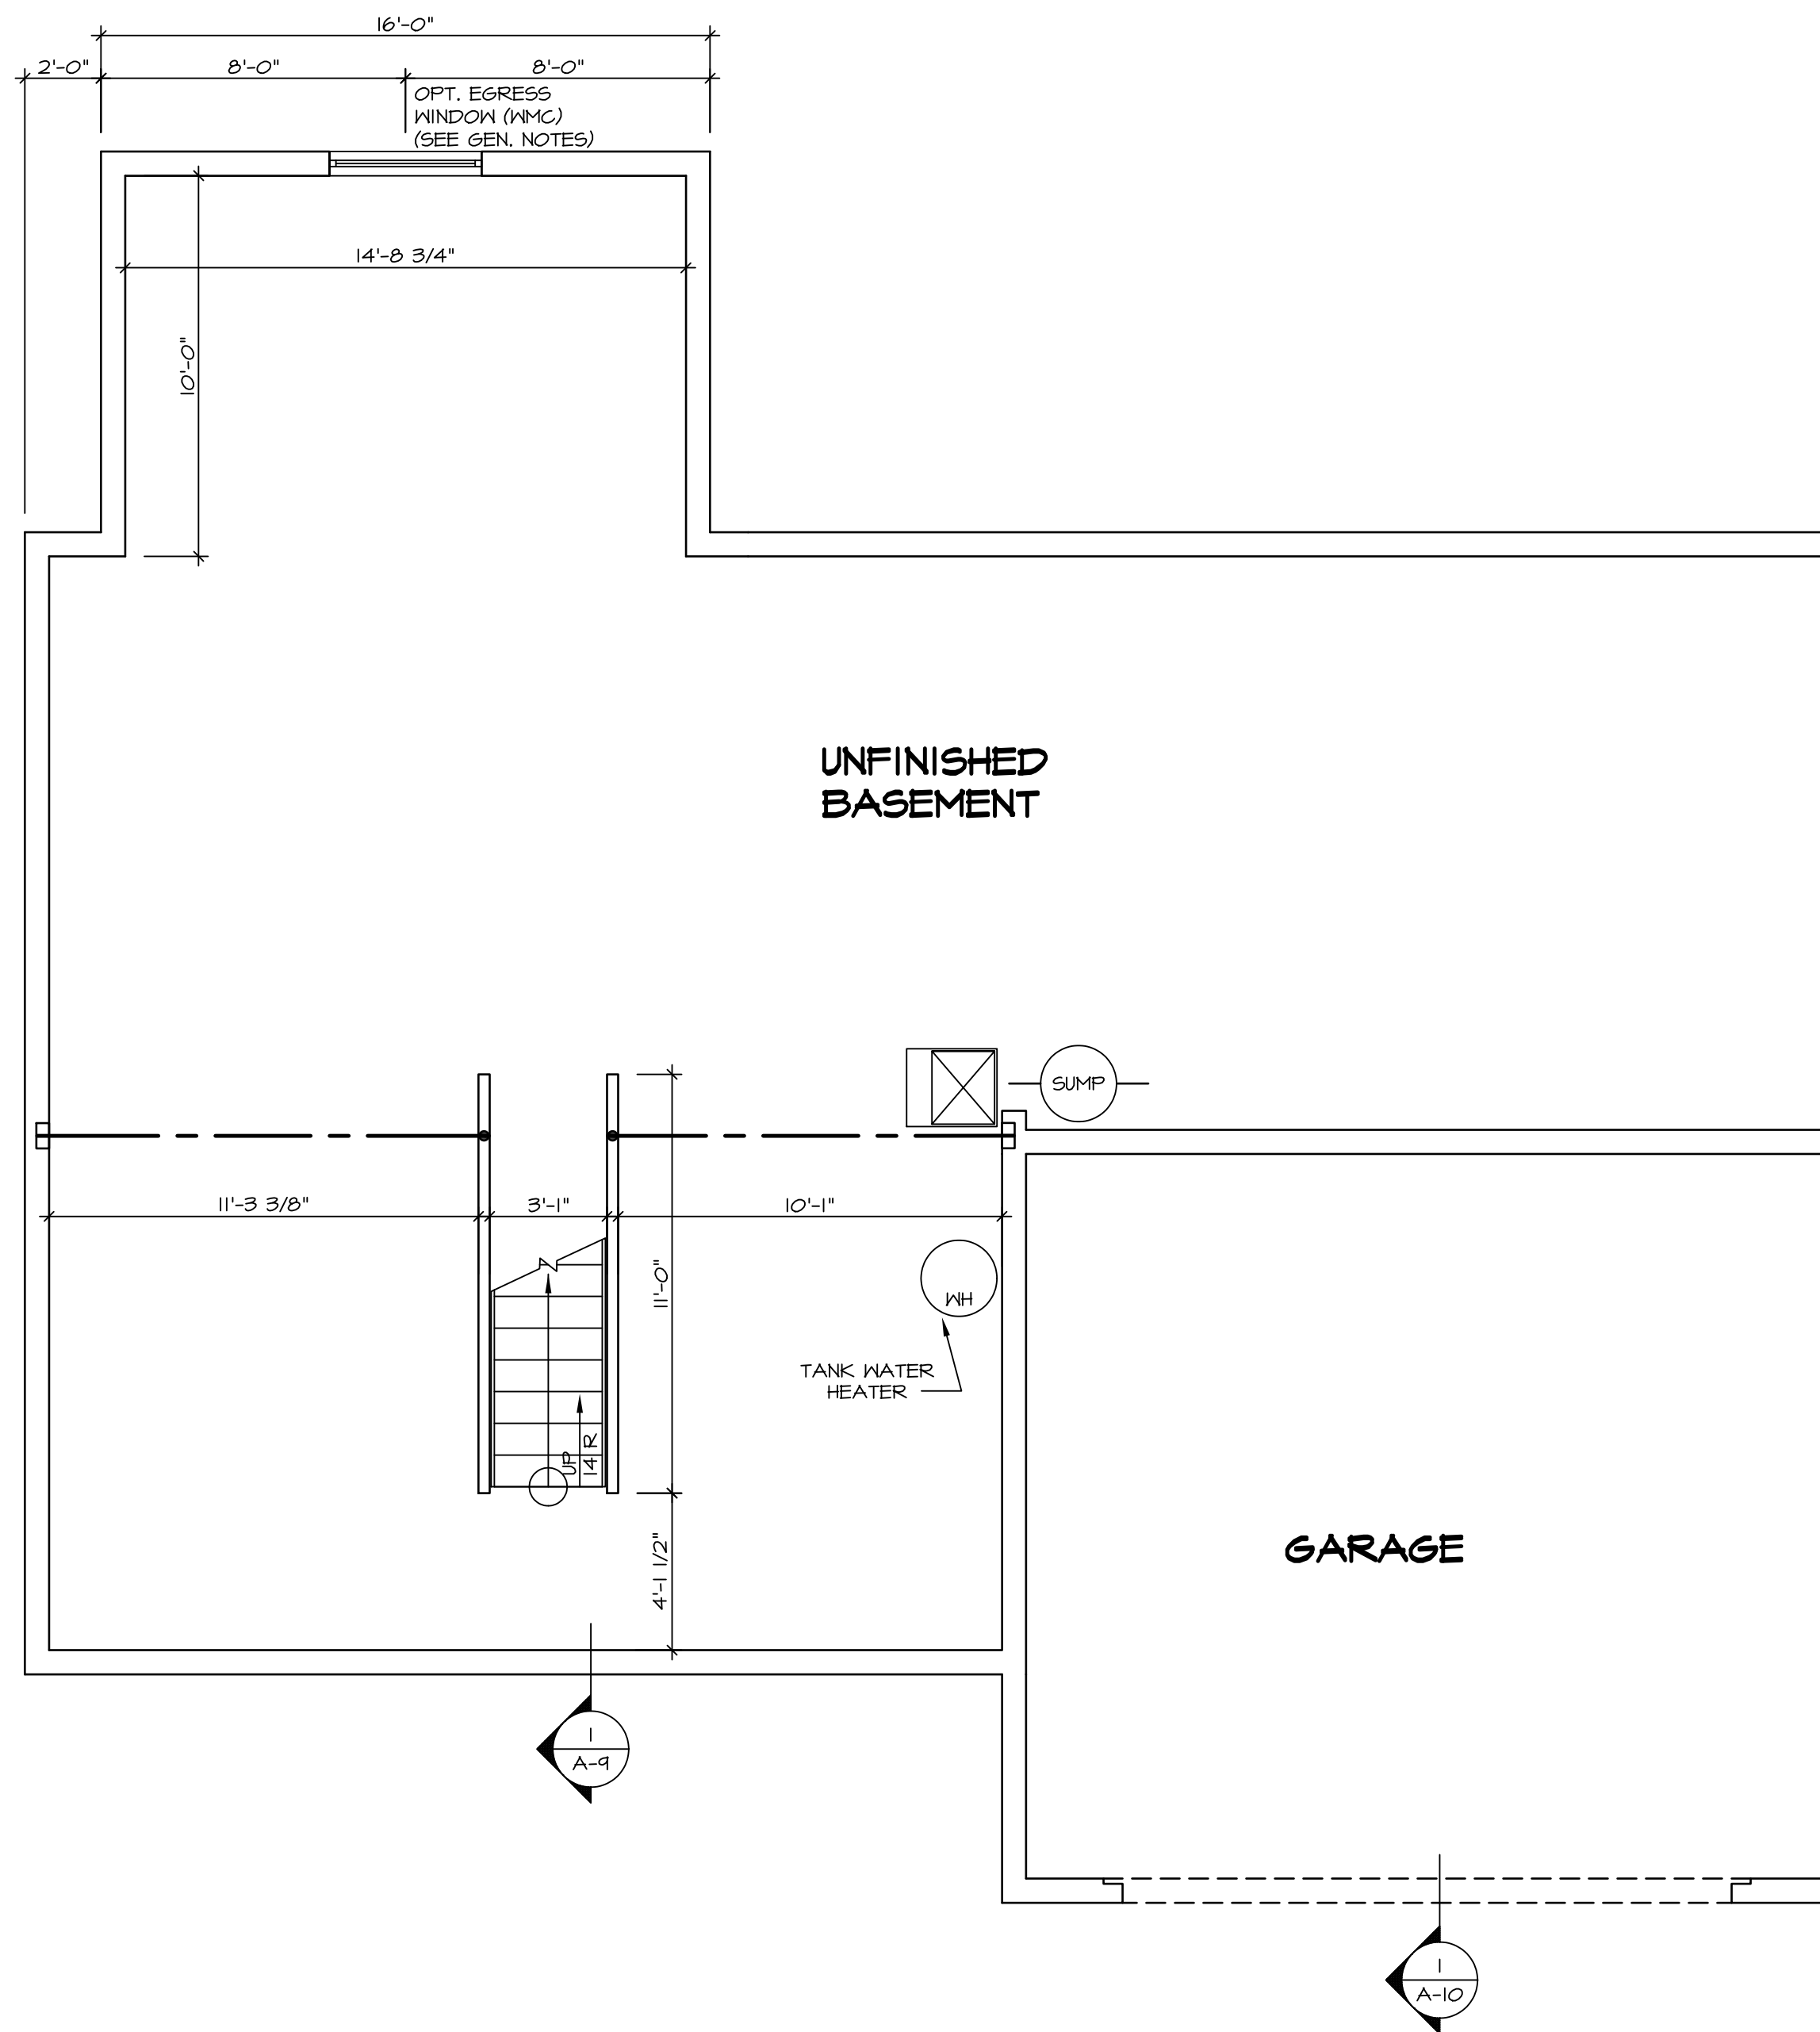 16'-0"
2'-0"
8'-0"
8'-0"
OPT. EGRESS
WINDOW (WMC)
(SEE GEN. NOTES)
14'-8 3/4"
10'-0"
UNFINISHED
BASEMENT
SUMP
11'-3 3/8"
3'-1"
10'-1"
11'-0"
WH
TANK WATER
HEATER
UP
14 R
4'-1 1/2"
GARAGE
1
A-9
1
A-10